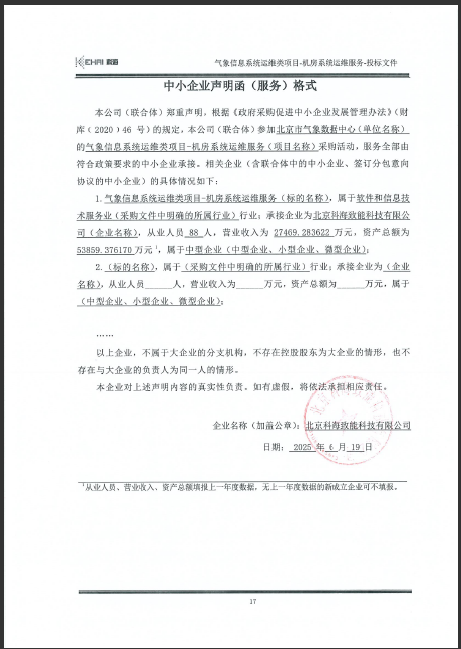 KEHAI 科海
气象信息系统运维类项目-机房系统运维服务-投标文件
中小企业声明函（服务）格式
本公司（联合体）郑重声明，根据《政府采购促进中小企业发展管理办法》（财
库〔2020〕46 号）的规定，本公司（联合体）参加北京市气象数据中心（单位名称）
的气象信息系统运维类项目-机房系统运维服务（项目名称）采购活动，服务全部由
符合政策要求的中小企业承接。相关企业（含联合体中的中小企业、签订分包意向
协议的中小企业）的具体情况如下：
1.气象信息系统运维类项目-机房系统运维服务（标的名称），属于软件和信息技
术服务业（采购文件中明确的所属行业）行业；承接企业为北京科海致能科技有限公
司（企业名称），从业人员 88 人，营业收入为 27469.283622 万元，资产总额为
53859.376170 万元¹，属于中型企业（中型企业、小型企业、微型企业）；
2.（标的名称），属于（采购文件中明确的所属行业）行业；承接企业为（企业
名称），从业人员______人，营业收入为______万元，资产总额为______万元，属于
（中型企业、小型企业、微型企业）；
……
以上企业，不属于大企业的分支机构，不存在控股股东为大企业的情形，也不
存在与大企业的负责人为同一人的情形。
本企业对上述声明内容的真实性负责。如有虚假，将依法承担相应责任。
企业名称（加盖公章）：北京科海致能科技有限公司
日期： 2025 年 6 月 19 日
¹从业人员、营业收入、资产总额填报上一年度数据，无上一年度数据的新成立企业可不填报。
17